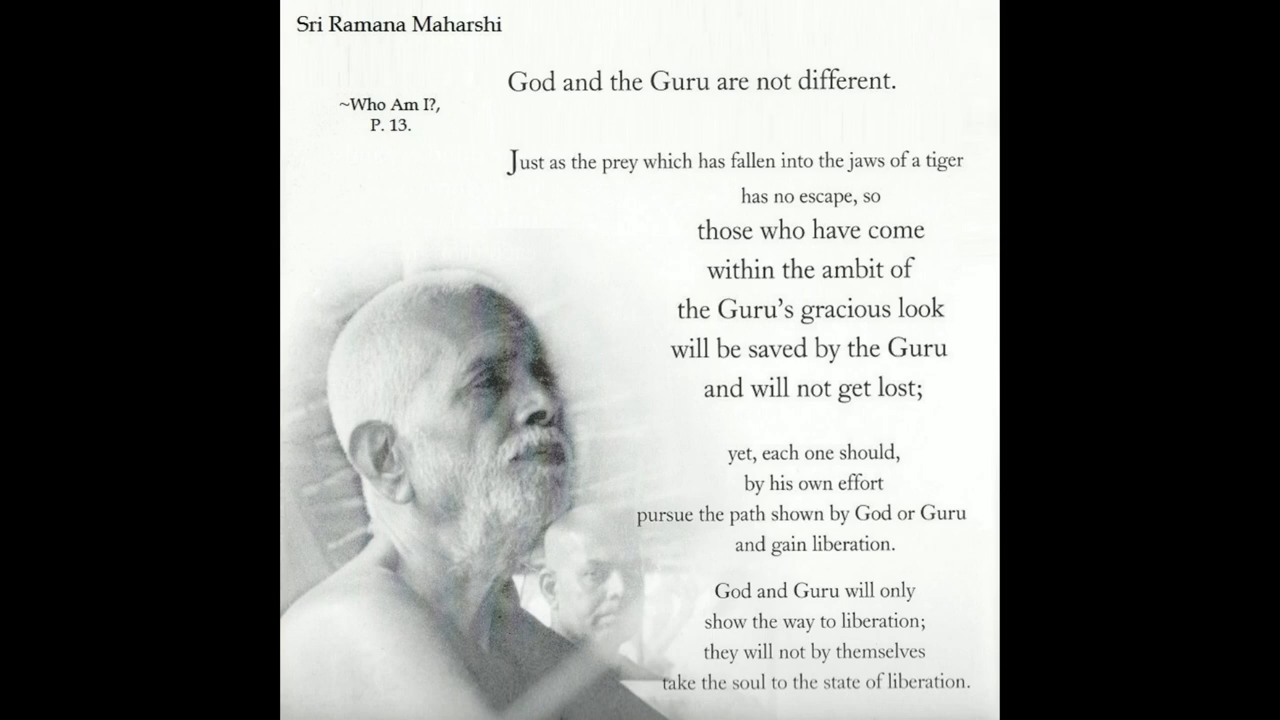 Sri Ramana Maharshi
~Who Am I?,
P. 13.
God and the Guru are not different.
Just as the prey which has fallen into the jaws of a tiger
has no escape, so
those who have come
within the ambit of
the Guru’s gracious look
will be saved by the Guru
and will not get lost;
yet, each one should,
by his own effort
pursue the path shown by God or Guru
and gain liberation.
God and Guru will only
show the way to liberation;
they will not by themselves
take the soul to the state of liberation.